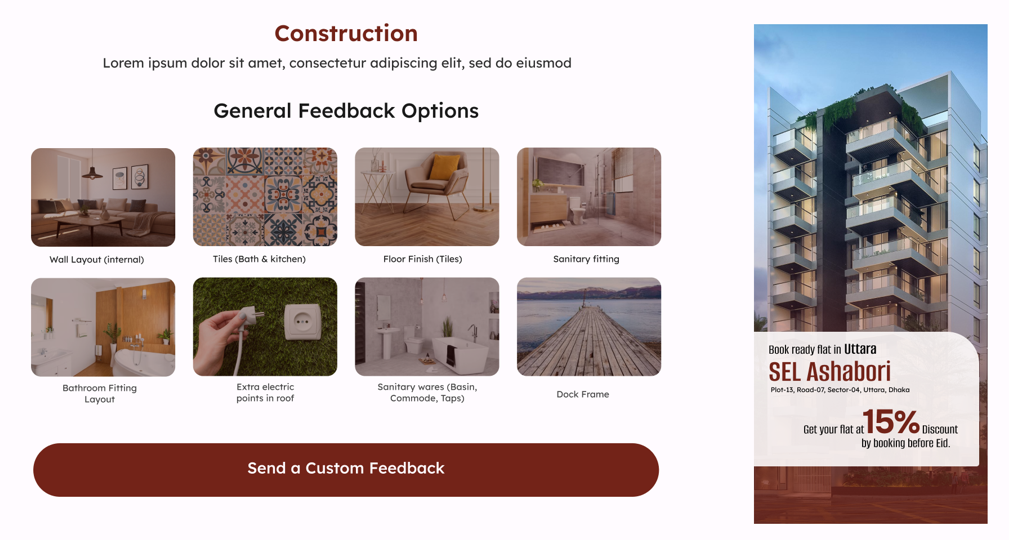 Construction
Lorem ipsum dolor sit amet, consectetur adipiscing elit, sed do eiusmod
General Feedback Options
Wall Layout (internal)
Tiles (Bath & kitchen)
Floor Finish (Tiles)
Sanitary fitting
Bathroom Fitting
Layout
Extra electric
points in roof
Sanitary wares (Basin,
Commode, Taps)
Dock Frame
Send a Custom Feedback
Book ready flat in Uttara
SEL Ashabori
Plot-13, Road-07, Sector-04, Uttara, Dhaka
Get your flat at 15% Discount
by booking before Eid.